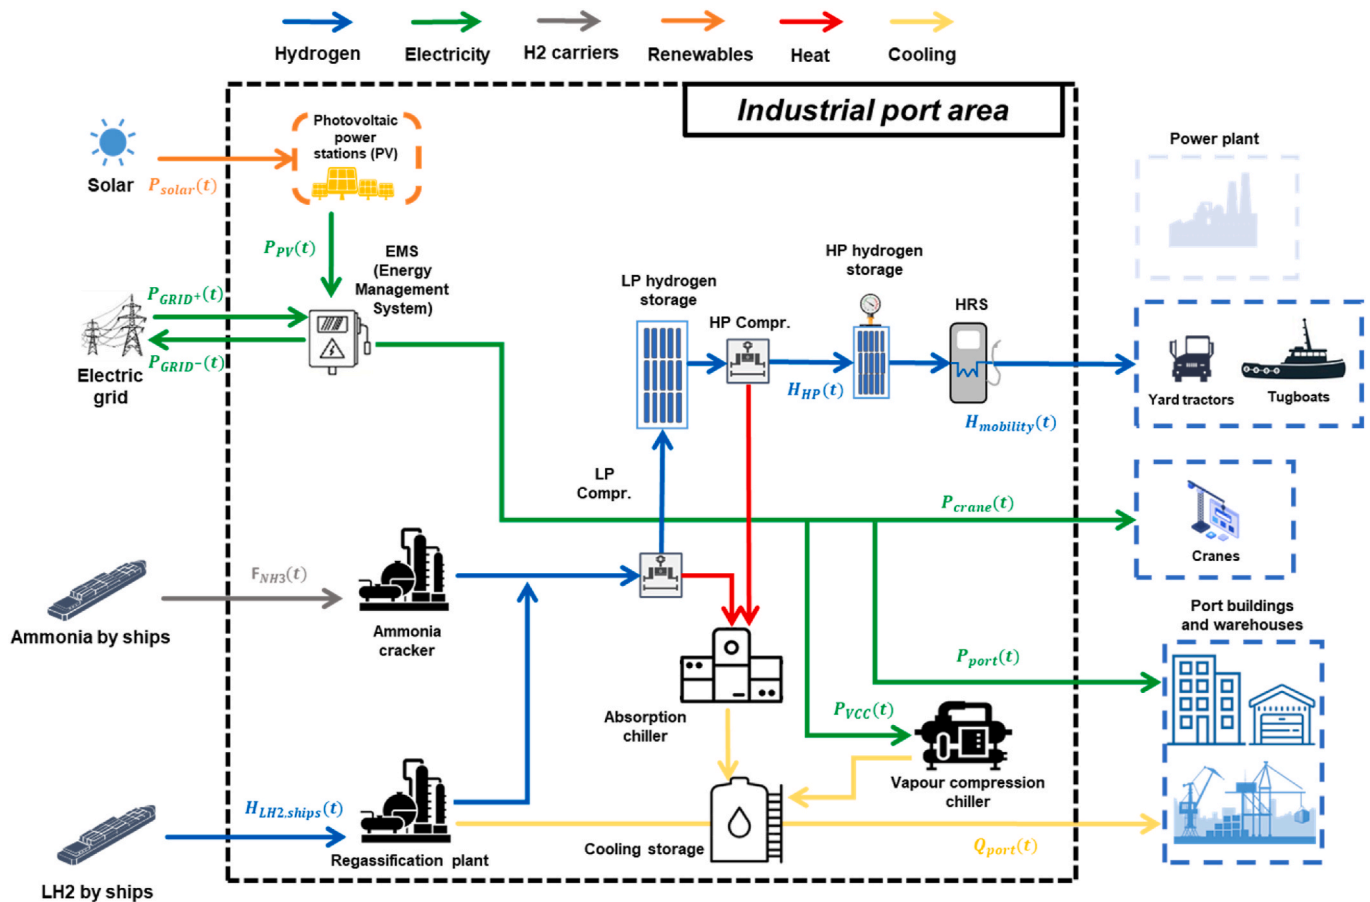 Hydrogen
Electricity
H2 carriers
Renewables
Heat
Cooling
Industrial port area
Photovoltaic
power
stations (PV)
Solar
P_solar(t)
Power plant
P_PV(t)
EMS
(Energy
Management
System)
P_GRID+(t)
P_GRID-(t)
Electric
grid
LP hydrogen
storage
HP hydrogen
storage
HP Compr.
HRS
H_HP(t)
H_mobility(t)
Yard tractors
Tugboats
LP
Compr.
P_crane(t)
Cranes
F_NH3(t)
Ammonia by ships
Ammonia
cracker
Port buildings
and warehouses
P_port(t)
Absorption
chiller
P_VCC(t)
Vapour compression
chiller
H_LH2.ships(t)
Regassification plant
Cooling storage
Q_port(t)
LH2 by ships